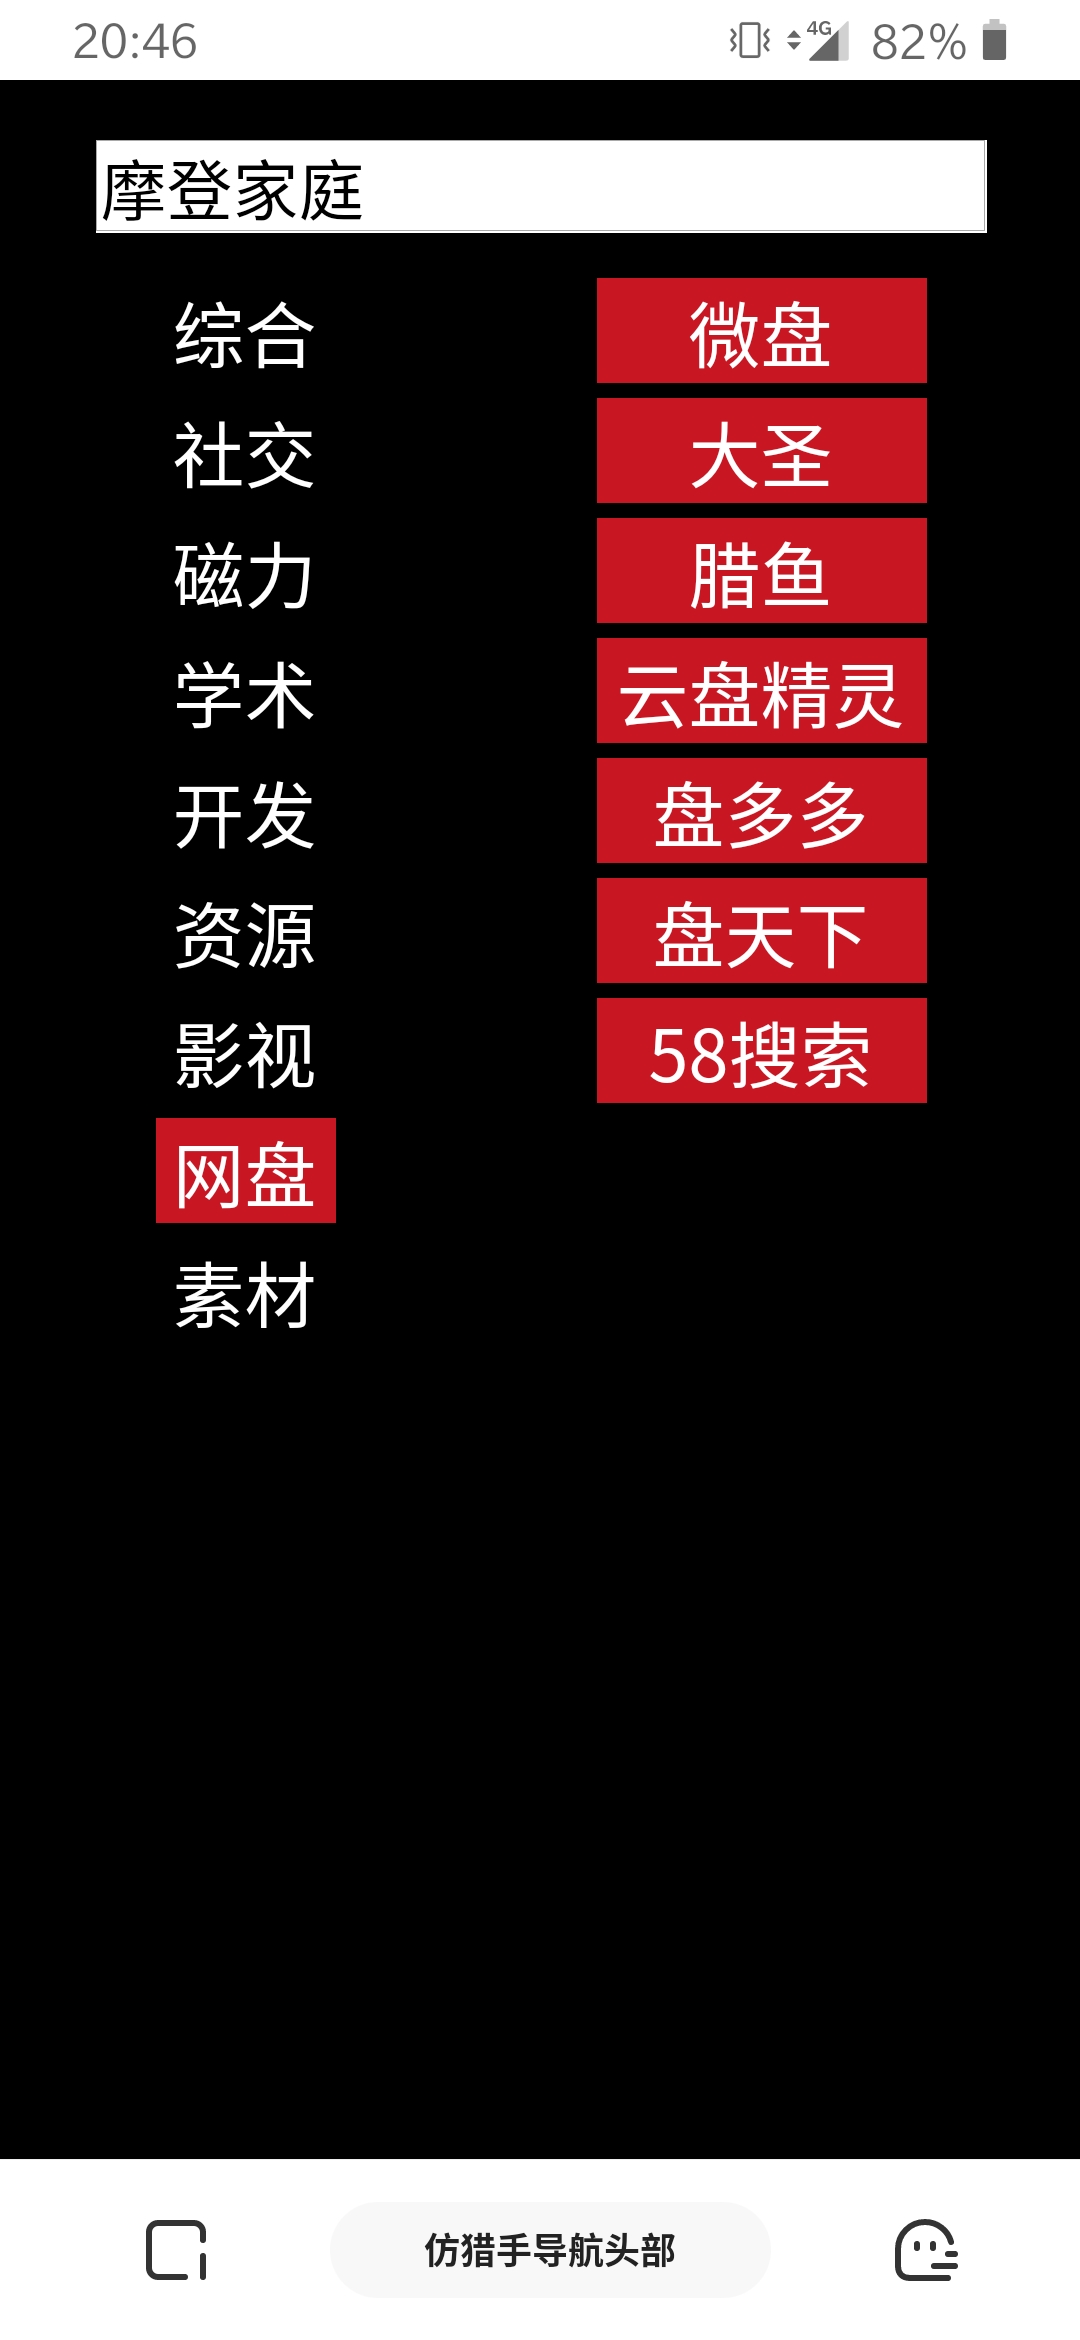 20:46 4G 82%
摩登家庭
综合 微盘
社交 大圣
磁力 腊鱼
学术 云盘精灵
开发 盘多多
资源 盘天下
影视 58搜索
网盘
素材
仿猎手导航头部